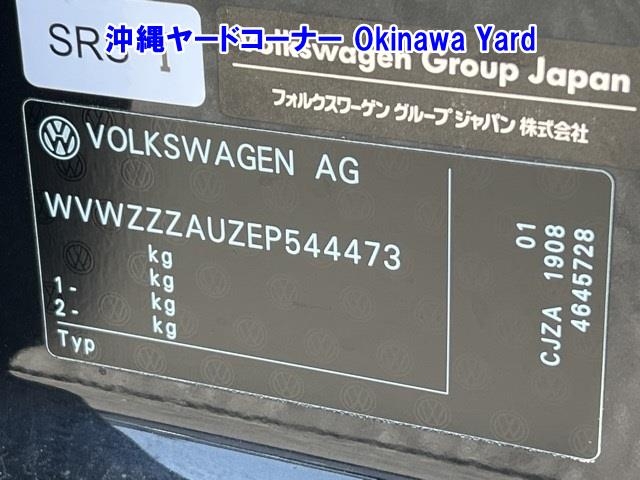 沖縄ヤードコーナー Okinawa Yard
SRS 1
Volkswagen Group Japan
フォルクスワーゲン グループ ジャパン 株式会社
VOLKSWAGEN AG
WVWZZZAUZEP544473
kg
kg
1- kg
2- kg
Typ
01
CJZA 1908
4645728